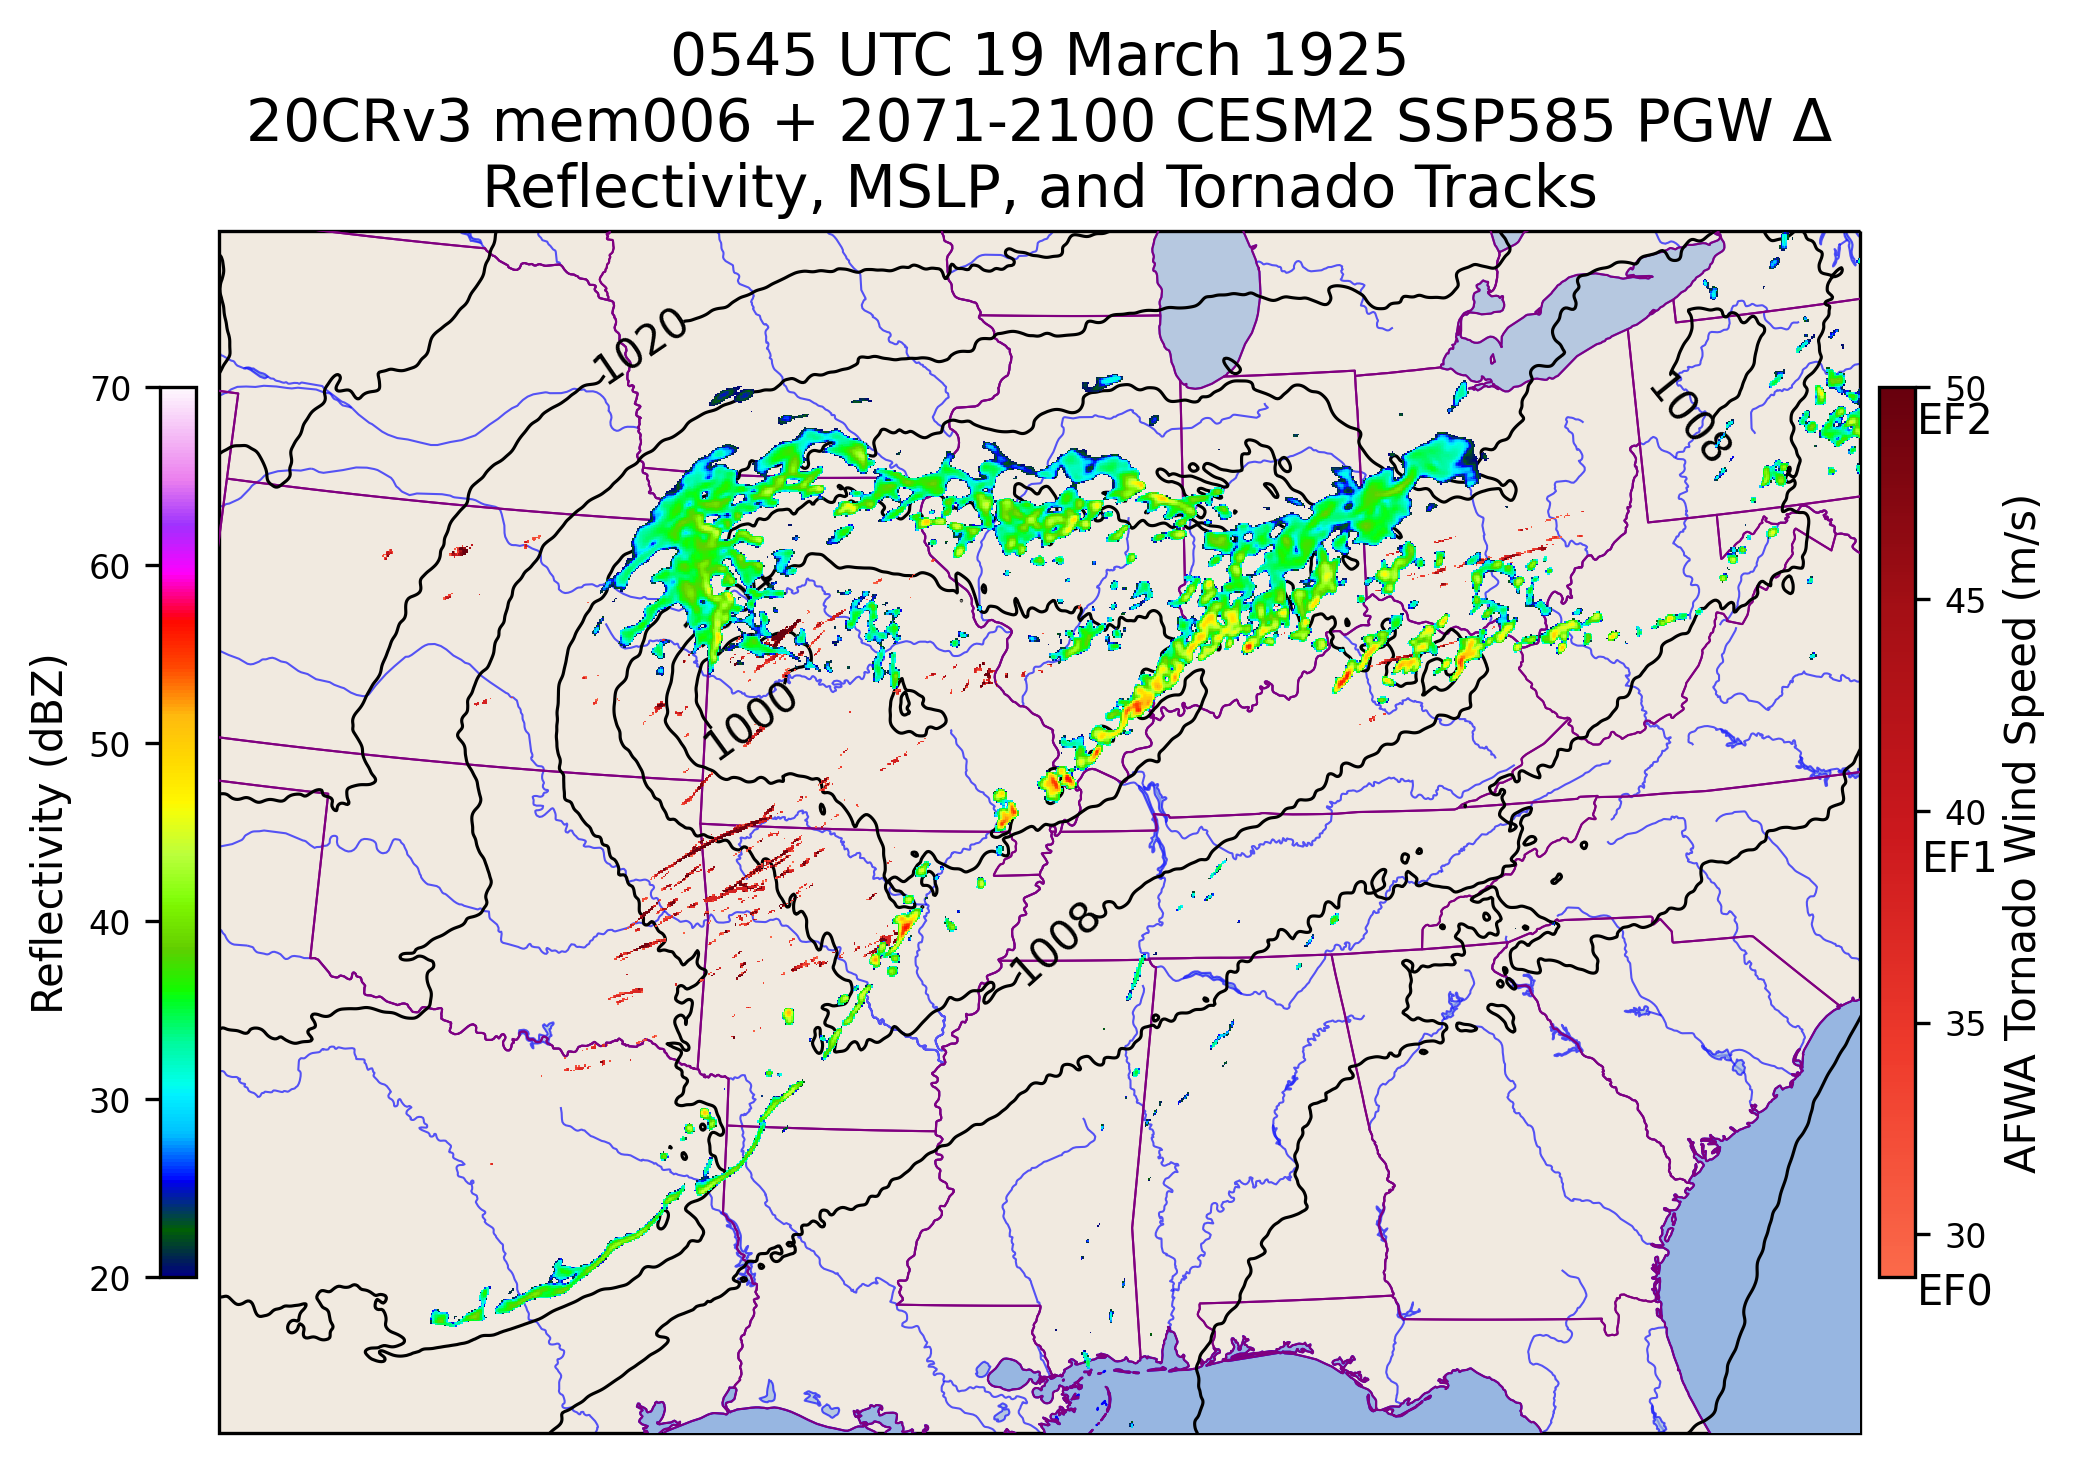 0545 UTC 19 March 1925
20CRv3 mem006 + 2071-2100 CESM2 SSP585 PGW Δ
Reflectivity, MSLP, and Tornado Tracks
Reflectivity (dBZ)
70
60
50
40
30
20
1020
1008
1000
1008
50
EF2
45
40
EF1
35
30
EF0
AFWA Tornado Wind Speed (m/s)